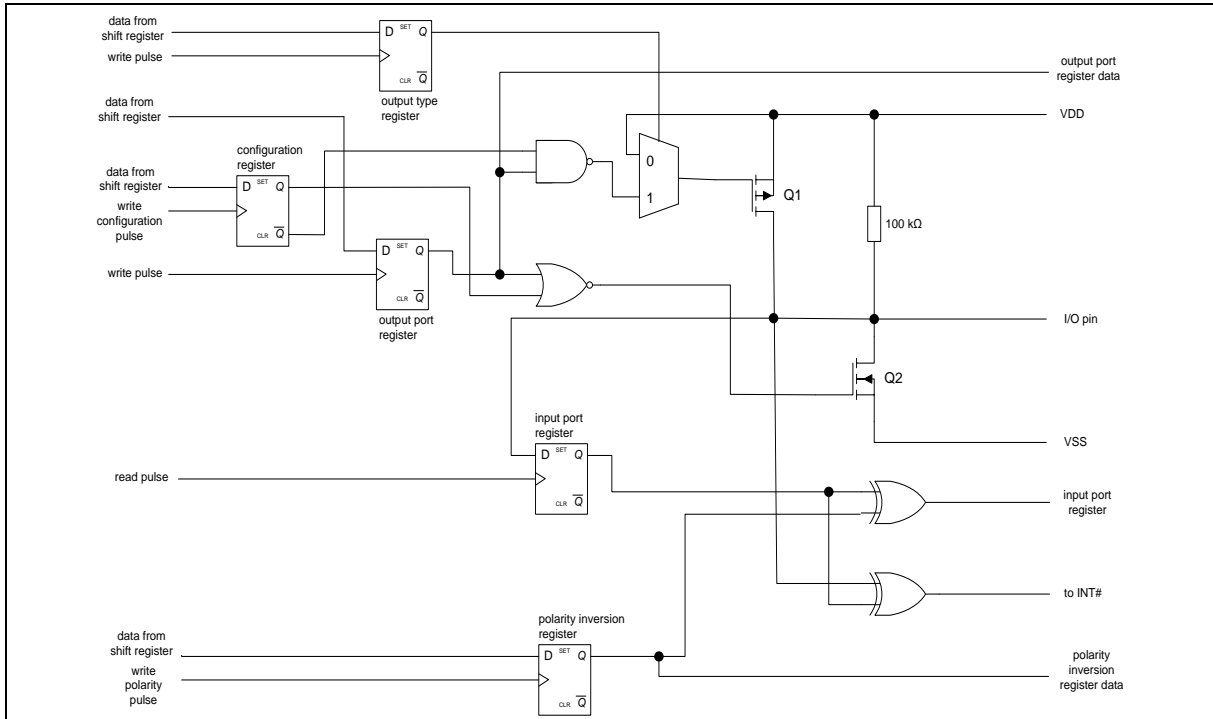 data from
shift register
write pulse
D SET Q
CLR Q
output type
register
output port
register data
data from
shift register
VDD
configuration
register
0
1
Q1
data from
shift register
D SET Q
CLR Q
write
configuration
pulse
100 kΩ
write pulse
D SET Q
CLR Q
output port
register
I/O pin
Q2
VSS
input port
register
D SET Q
CLR Q
read pulse
input port
register
to INT#
polarity inversion
register
data from
shift register
D SET Q
CLR Q
write
polarity
pulse
polarity
inversion
register data